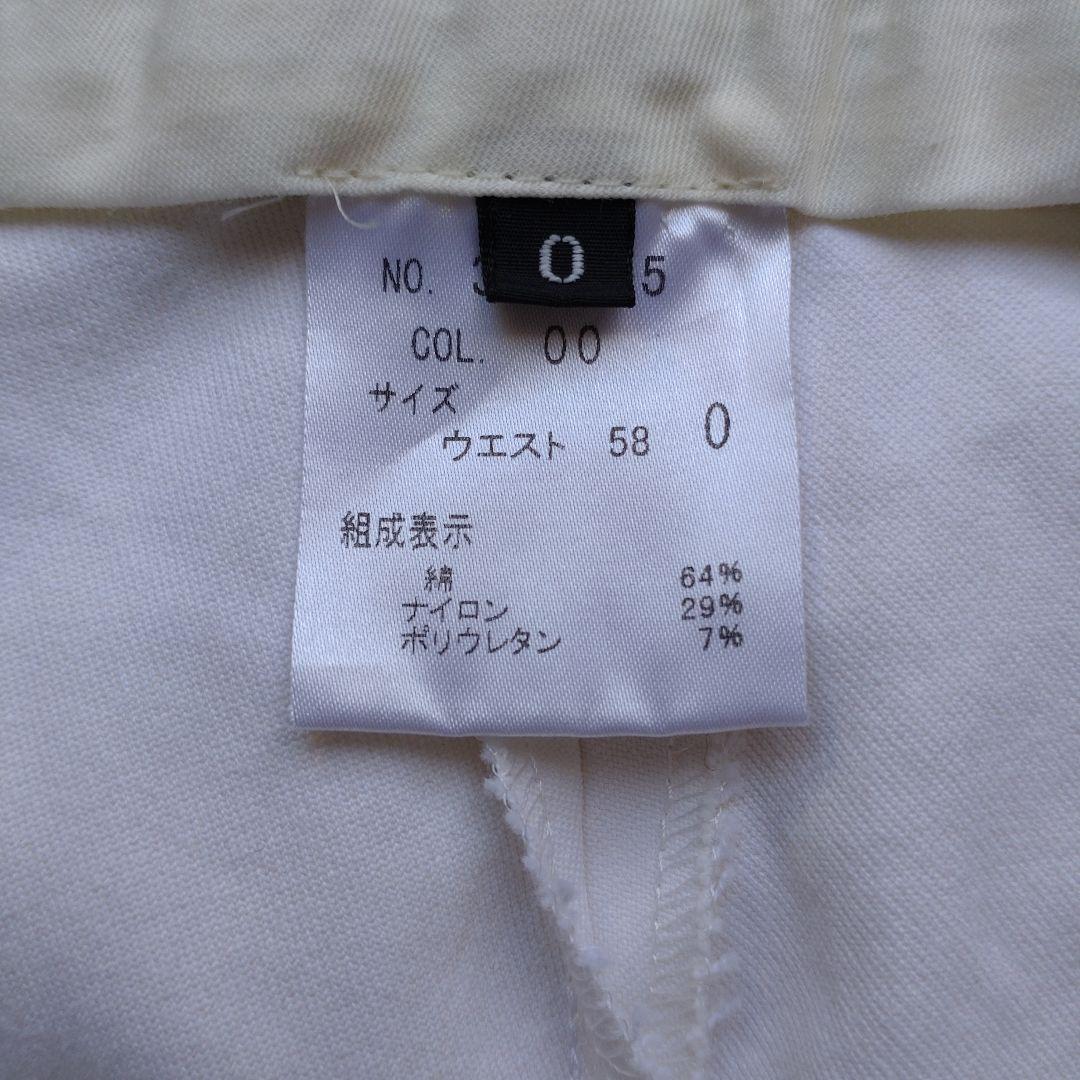 0
NO. 5
COL. 00
サイズ
ウエスト 58 0
組成表示
綿 64%
ナイロン 29%
ポリウレタン 7%